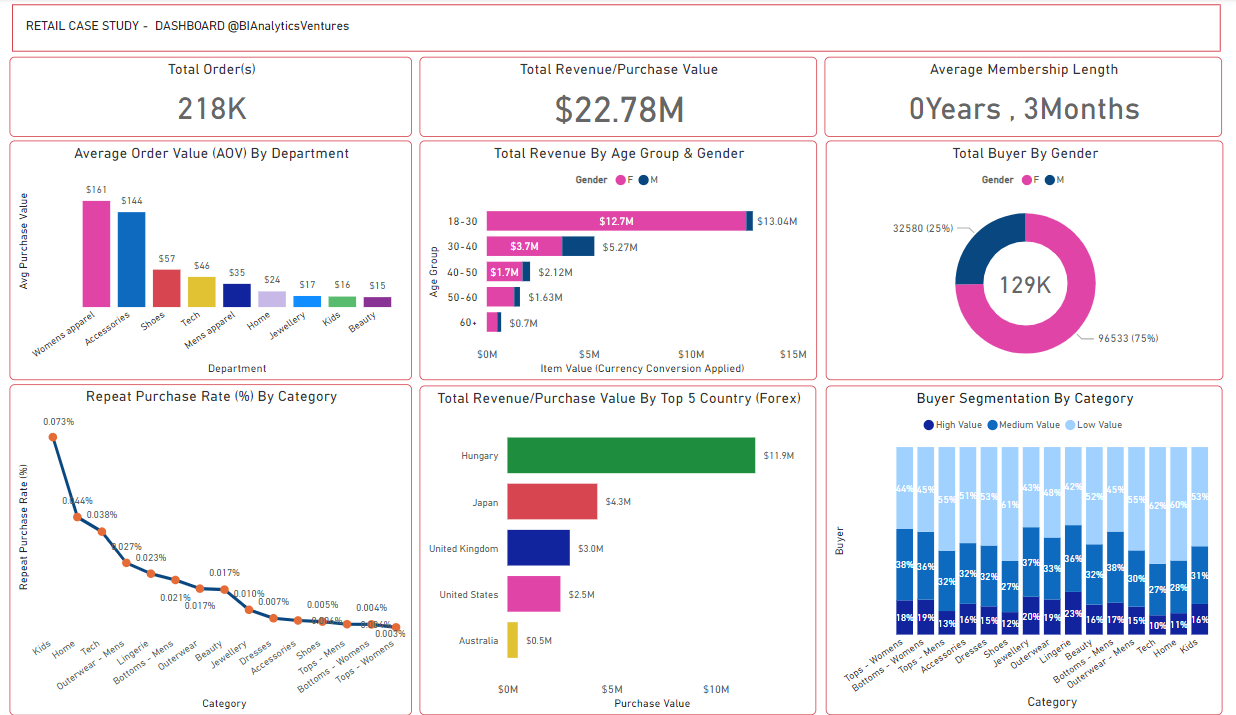 RETAIL CASE STUDY - DASHBOARD @BIAnalyticsVentures
Total Order(s)
218K
Total Revenue/Purchase Value
$22.78M
Average Membership Length
0Years , 3Months
Average Order Value (AOV) By Department
Avg Purchase Value
$161
$144
$57
$46
$35
$24
$17
$16
$15
Womens apparel
Accessories
Shoes
Tech
Mens apparel
Home
Jewellery
Kids
Beauty
Department
Total Revenue By Age Group & Gender
Gender F M
Age Group
18-30 $12.7M $13.04M
30-40 $3.7M $5.27M
40-50 $1.7M $2.12M
50-60 $1.63M
60+ $0.7M
$0M $5M $10M $15M
Item Value (Currency Conversion Applied)
Total Buyer By Gender
Gender F M
32580 (25%)
129K
96533 (75%)
Repeat Purchase Rate (%) By Category
Repeat Purchase Rate (%)
0.073%
0.044%
0.038%
0.027%
0.023%
0.021%
0.017%
0.017%
0.010%
0.007%
0.005%
0.004%
0.003%
Kids
Home
Tech
Outerwear - Mens
Lingerie
Bottoms - Mens
Outerwear
Beauty
Jewellery
Dresses
Accessories
Shoes
Tops - Mens
Bottoms - Womens
Tops - Womens
Category
Total Revenue/Purchase Value By Top 5 Country (Forex)
Hungary $11.9M
Japan $4.3M
United Kingdom $3.0M
United States $2.5M
Australia $0.5M
$0M $5M $10M
Purchase Value
Buyer Segmentation By Category
High Value Medium Value Low Value
Buyer
44% 45% 55% 51% 53% 61% 43% 48% 42% 52% 45% 55% 62% 60% 53%
38% 36% 32% 32% 32% 27% 37% 33% 36% 32% 38% 30% 27% 28% 31%
18% 19% 13% 16% 15% 12% 20% 19% 23% 16% 17% 15% 10% 11% 16%
Tops - Womens
Bottoms - Womens
Tops - Mens
Accessories
Dresses
Shoes
Jewellery
Outerwear
Lingerie
Beauty
Bottoms - Mens
Outerwear - Mens
Tech
Home
Kids
Category